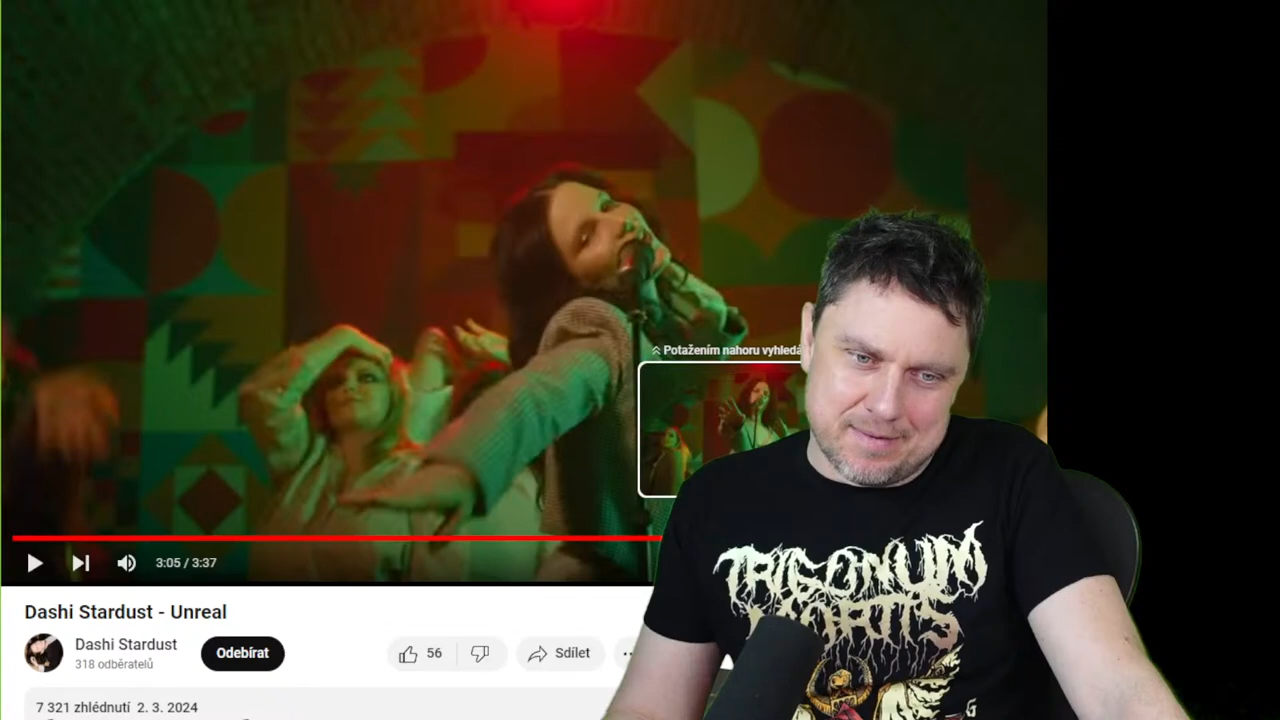 Potažením nahoru vyhledá
3:05 / 3:37
Dashi Stardust - Unreal
Dashi Stardust
318 odběratelů
Odebírat
56
Sdílet
7 321 zhlédnutí 2. 3. 2024
TRIGONUM
MORTIS